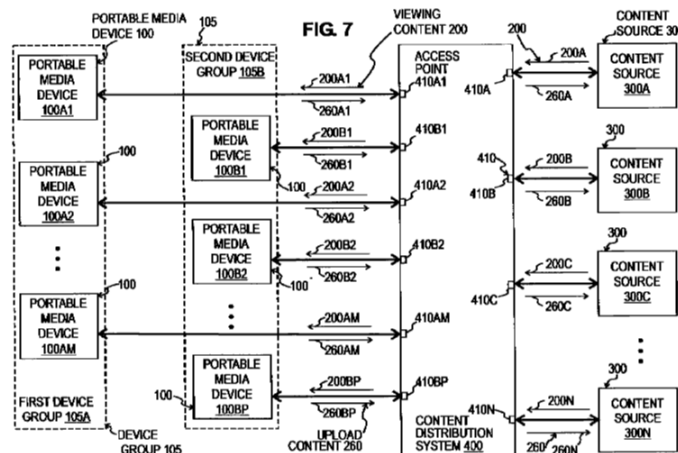 FIG. 7
PORTABLE MEDIA
DEVICE 100
105
VIEWING
CONTENT 200
CONTENT
SOURCE 30
SECOND DEVICE
GROUP 105B
ACCESS
POINT
200
PORTABLE
MEDIA
DEVICE
100A1
200A1
260A1
410A1
410A
200A
260A
CONTENT
SOURCE
300A
PORTABLE
MEDIA
DEVICE
100B1
100
200B1
260B1
410B1
410
410B
200B
260B
300
CONTENT
SOURCE
300B
100
PORTABLE
MEDIA
DEVICE
100A2
200A2
260A2
410A2
PORTABLE
MEDIA
DEVICE
100B2
100
200B2
260B2
410B2
410C
200C
260C
300
CONTENT
SOURCE
300C
100
PORTABLE
MEDIA
DEVICE
100AM
200AM
260AM
410AM
PORTABLE
MEDIA
DEVICE
100BP
100
200BP
260BP
410BP
410N
200N
260
260N
300
CONTENT
SOURCE
300N
FIRST DEVICE
GROUP 105A
DEVICE
GROUP 105
UPLOAD
CONTENT 260
CONTENT
DISTRIBUTION
SYSTEM 400